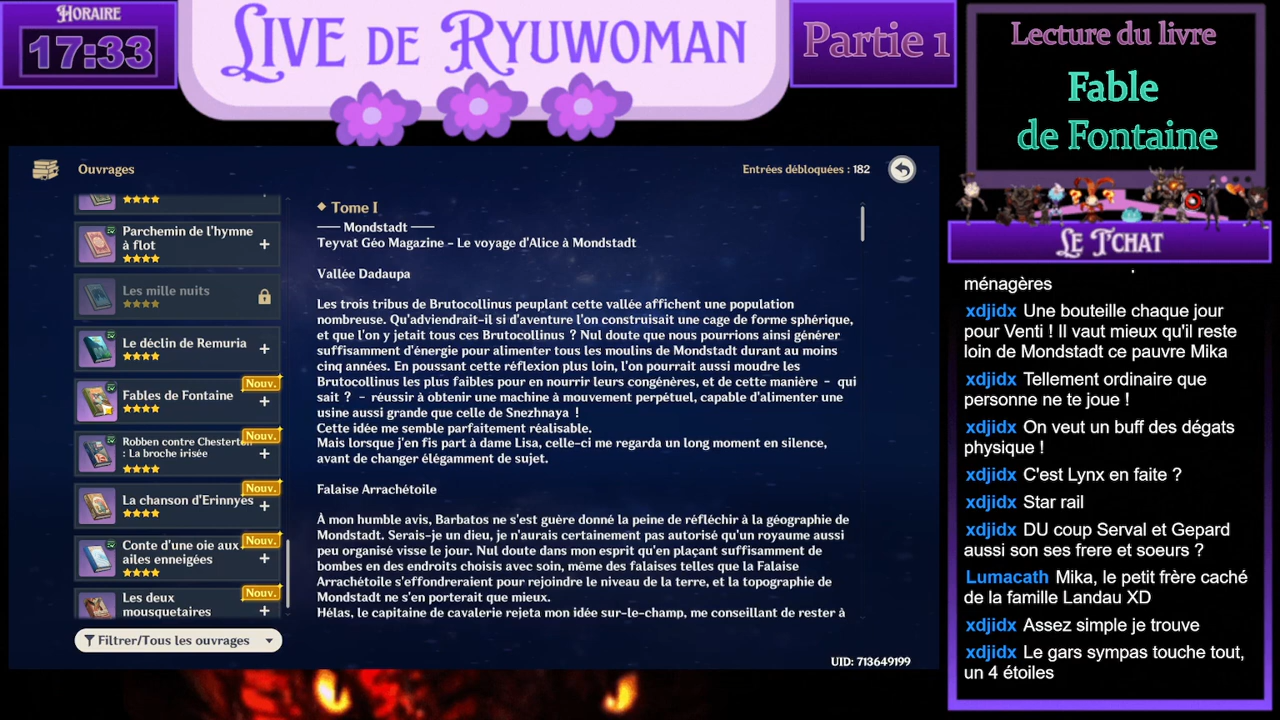 HORAIRE
17:33
LIVE DE RYUWOMAN
Partie 1
Lecture du livre
Fable
de Fontaine
Ouvrages
Entrées débloquées : 182
Parchemin de l'hymne
à flot
Les mille nuits
Le déclin de Remuria
Nouv.
Fables de Fontaine
Nouv.
Robben contre Chesterton
: La broche irisée
Nouv.
La chanson d'Erinnyes
Nouv.
Conte d'une oie aux
ailes enneigées
Nouv.
Les deux
mousquetaires
Filtrer/Tous les ouvrages
Tome I
Mondstadt
Teyvat Géo Magazine - Le voyage d'Alice à Mondstadt
Vallée Dadaupa
Les trois tribus de Brutocollinus peuplant cette vallée affichent une population
nombreuse. Qu'adviendrait-il si d'aventure l'on construisait une cage de forme sphérique,
et que l'on y jetait tous ces Brutocollinus ? Nul doute que nous pourrions ainsi générer
suffisamment d'énergie pour alimenter tous les moulins de Mondstadt durant au moins
cinq années. En poussant cette réflexion plus loin, l'on pourrait aussi moudre les
Brutocollinus les plus faibles pour en nourrir leurs congénères, et de cette manière - qui
sait ? - réussir à obtenir une machine à mouvement perpétuel, capable d'alimenter une
usine aussi grande que celle de Snezhnaya !
Cette idée me semble parfaitement réalisable.
Mais lorsque j'en fis part à dame Lisa, celle-ci me regarda un long moment en silence,
avant de changer élégamment de sujet.
Falaise Arrachétoile
À mon humble avis, Barbatos ne s'est guère donné la peine de réfléchir à la géographie de
Mondstadt. Serais-je un dieu, je n'aurais certainement pas autorisé qu'un royaume aussi
peu organisé visse le jour. Nul doute dans mon esprit qu'en plaçant suffisamment de
bombes en des endroits choisis avec soin, même des falaises telles que la Falaise
Arrachétoile s'effondreraient pour rejoindre le niveau de la terre, et la topographie de
Mondstadt ne s'en porterait que mieux.
Hélas, le capitaine de cavalerie rejeta mon idée sur-le-champ, me conseillant de rester à
UID: 713649199
LE T'CHAT
ménagères
xdjidx Une bouteille chaque jour
pour Venti ! Il vaut mieux qu'il reste
loin de Mondstadt ce pauvre Mika
xdjidx Tellement ordinaire que
personne ne te joue !
xdjidx On veut un buff des dégats
physique !
xdjidx C'est Lynx en faite ?
xdjidx Star rail
xdjidx DU coup Serval et Gepard
aussi son ses frere et soeurs ?
Lumacath Mika, le petit frère caché
de la famille Landau XD
xdjidx Assez simple je trouve
xdjidx Le gars sympas touche tout,
un 4 étoiles